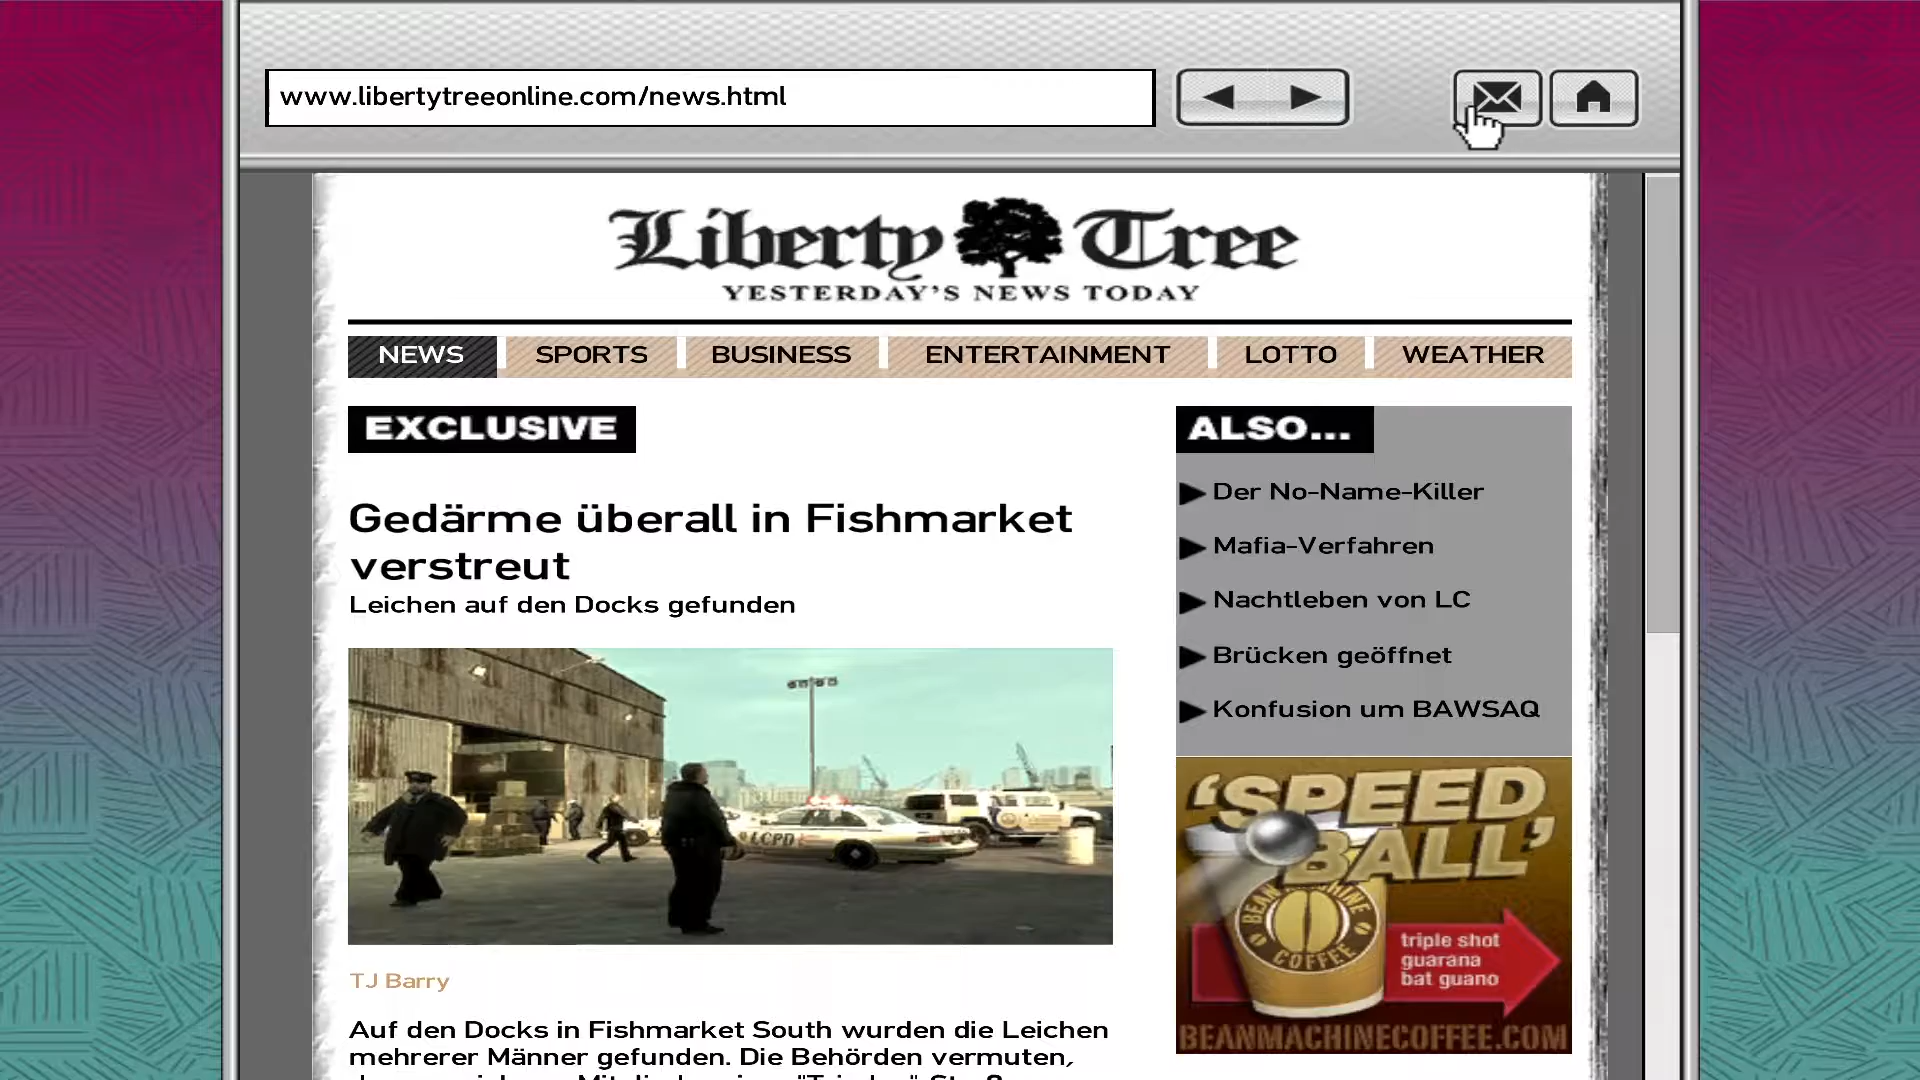 www.libertytreeonline.com/news.html
Liberty Tree
YESTERDAY'S NEWS TODAY
NEWS SPORTS BUSINESS ENTERTAINMENT LOTTO WEATHER
EXCLUSIVE
Gedärme überall in Fishmarket
verstreut
Leichen auf den Docks gefunden
LCPD
TJ Barry
Auf den Docks in Fishmarket South wurden die Leichen
mehrerer Männer gefunden. Die Behörden vermuten,
ALSO...
Der No-Name-Killer
Mafia-Verfahren
Nachtleben von LC
Brücken geöffnet
Konfusion um BAWSAQ
'SPEED
BALL'
BEAN MACHINE
COFFEE
triple shot
guarana
bat guano
BEANMACHINECOFFEE.COM